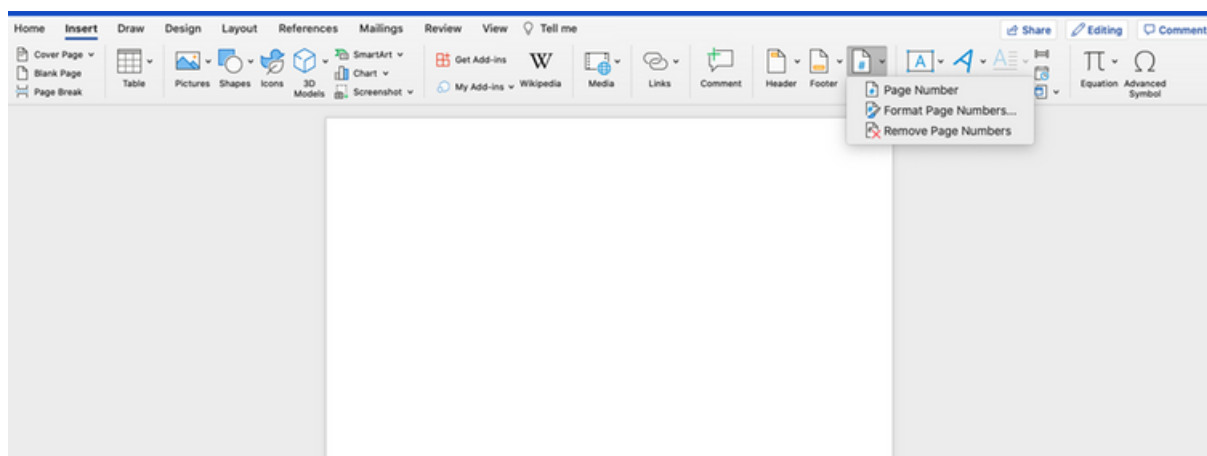 Home Insert Draw Design Layout References Mailings Review View Tell me Share Editing Comment
Cover Page
Blank Page
Page Break
Table
Pictures Shapes Icons 3D Models
SmartArt
Chart
Screenshot
Get Add-ins
My Add-ins
W
Wikipedia
Media
Links
Comment
Header Footer
#
Page Number
Format Page Numbers...
Remove Page Numbers
A A A
π Ω
Equation Advanced Symbol